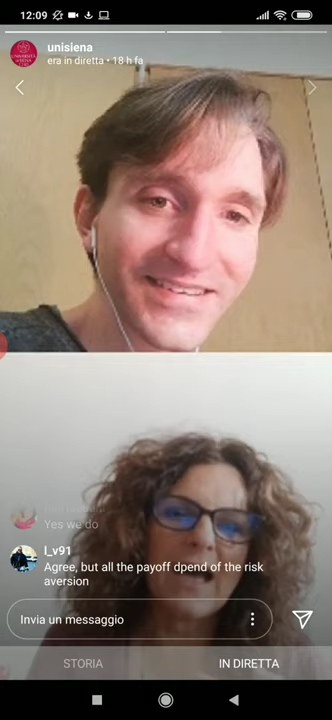 12:09
unisiena
era in diretta • 18 h fa
Yes we do
l_v91
Agree, but all the payoff dpend of the risk
aversion
Invia un messaggio
STORIA
IN DIRETTA